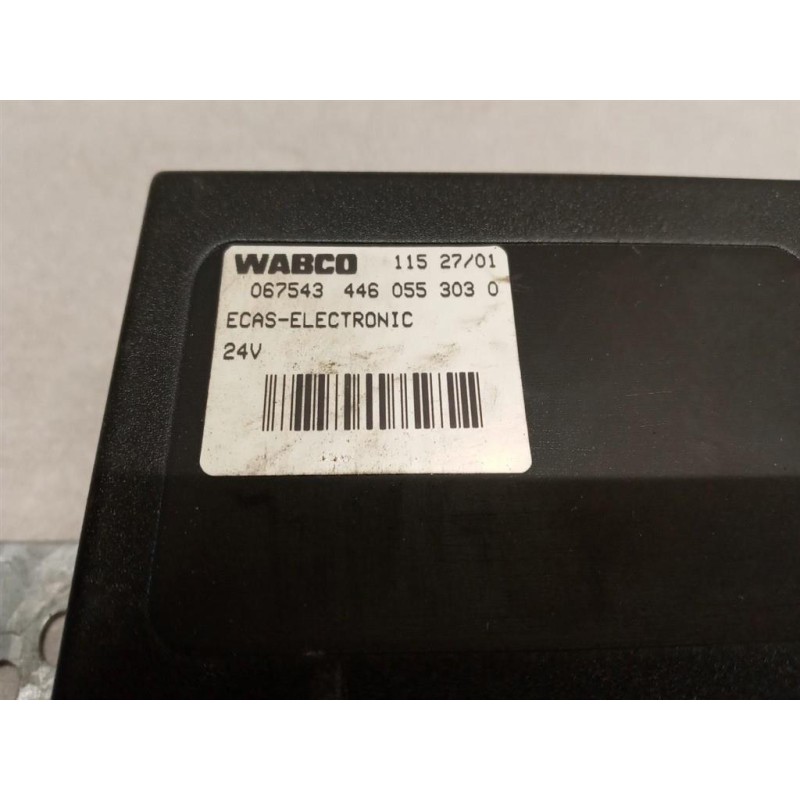 WABCO 115 27/01
067543 446 055 303 0
ECAS-ELECTRONIC
24V